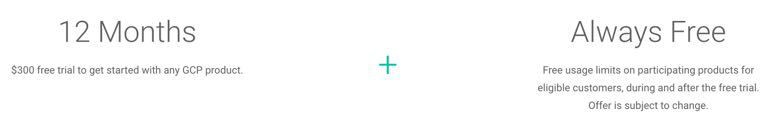 12 Months
$300 free trial to get started with any GCP product.
+
Always Free
Free usage limits on participating products for
eligible customers, during and after the free trial.
Offer is subject to change.